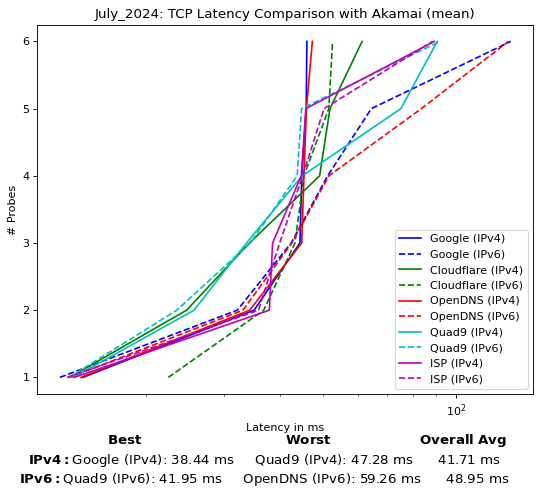 July_2024: TCP Latency Comparison with Akamai (mean)
6
5
4
3
2
1
# Probes
Google (IPv4)
Google (IPv6)
Cloudflare (IPv4)
Cloudflare (IPv6)
OpenDNS (IPv4)
OpenDNS (IPv6)
Quad9 (IPv4)
Quad9 (IPv6)
ISP (IPv4)
ISP (IPv6)
10²
Latency in ms
Best Worst Overall Avg
IPv4: Google (IPv4): 38.44 ms Quad9 (IPv4): 47.28 ms 41.71 ms
IPv6: Quad9 (IPv6): 41.95 ms OpenDNS (IPv6): 59.26 ms 48.95 ms